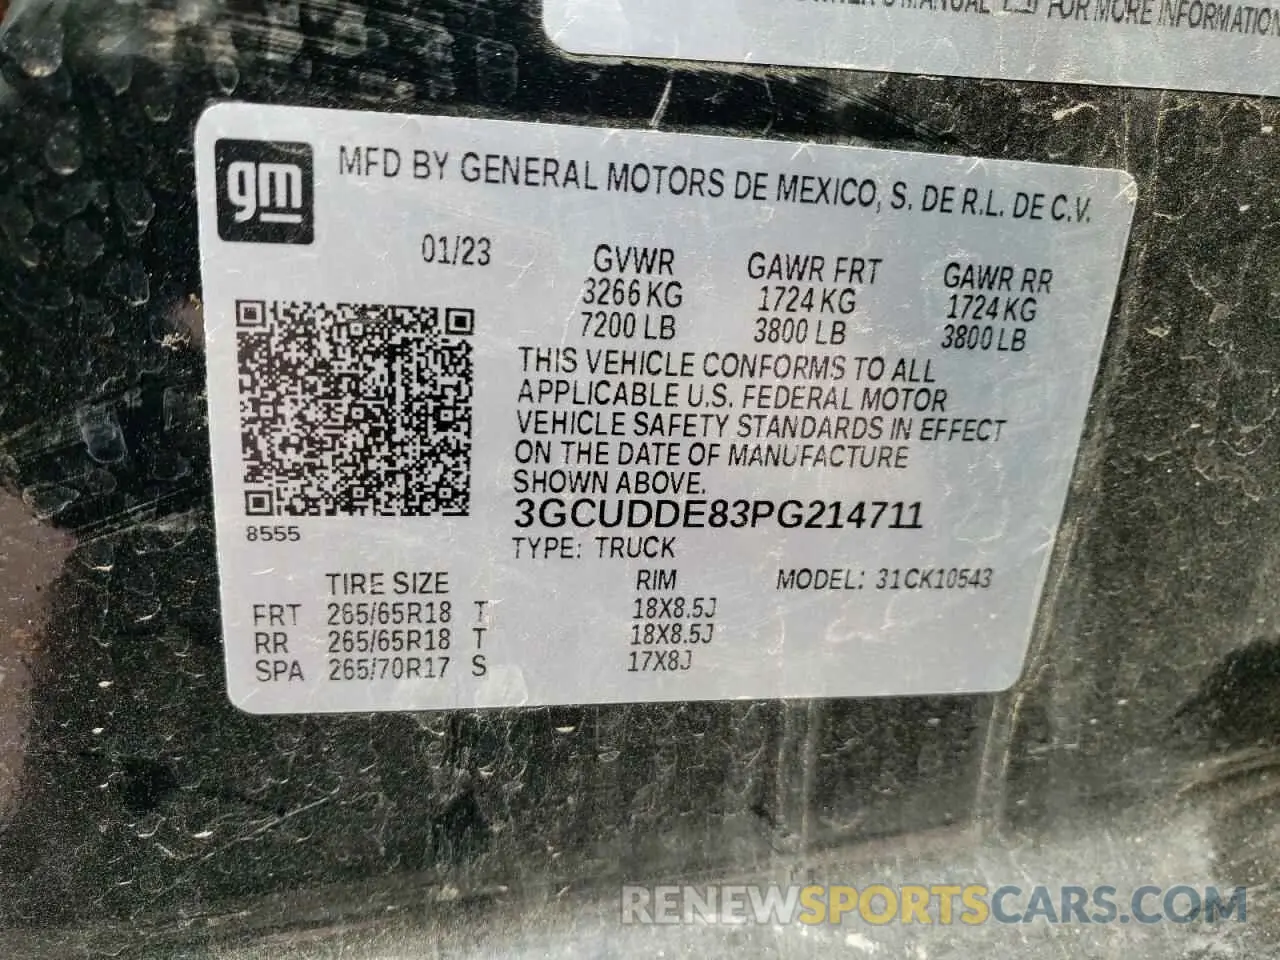 MANUAL FOR MORE INFORMATION
gm
MFD BY GENERAL MOTORS DE MEXICO, S. DE R.L. DE C.V.
01/23
GVWR GAWR FRT GAWR RR
3266 KG 1724 KG 1724 KG
7200 LB 3800 LB 3800 LB
THIS VEHICLE CONFORMS TO ALL
APPLICABLE U.S. FEDERAL MOTOR
VEHICLE SAFETY STANDARDS IN EFFECT
ON THE DATE OF MANUFACTURE
SHOWN ABOVE.
3GCUDDE83PG214711
8555
TYPE: TRUCK
TIRE SIZE RIM MODEL: 31CK10543
FRT 265/65R18 T 18X8.5J
RR 265/65R18 T 18X8.5J
SPA 265/70R17 S 17X8J
RENEWSPORTSCARS.COM